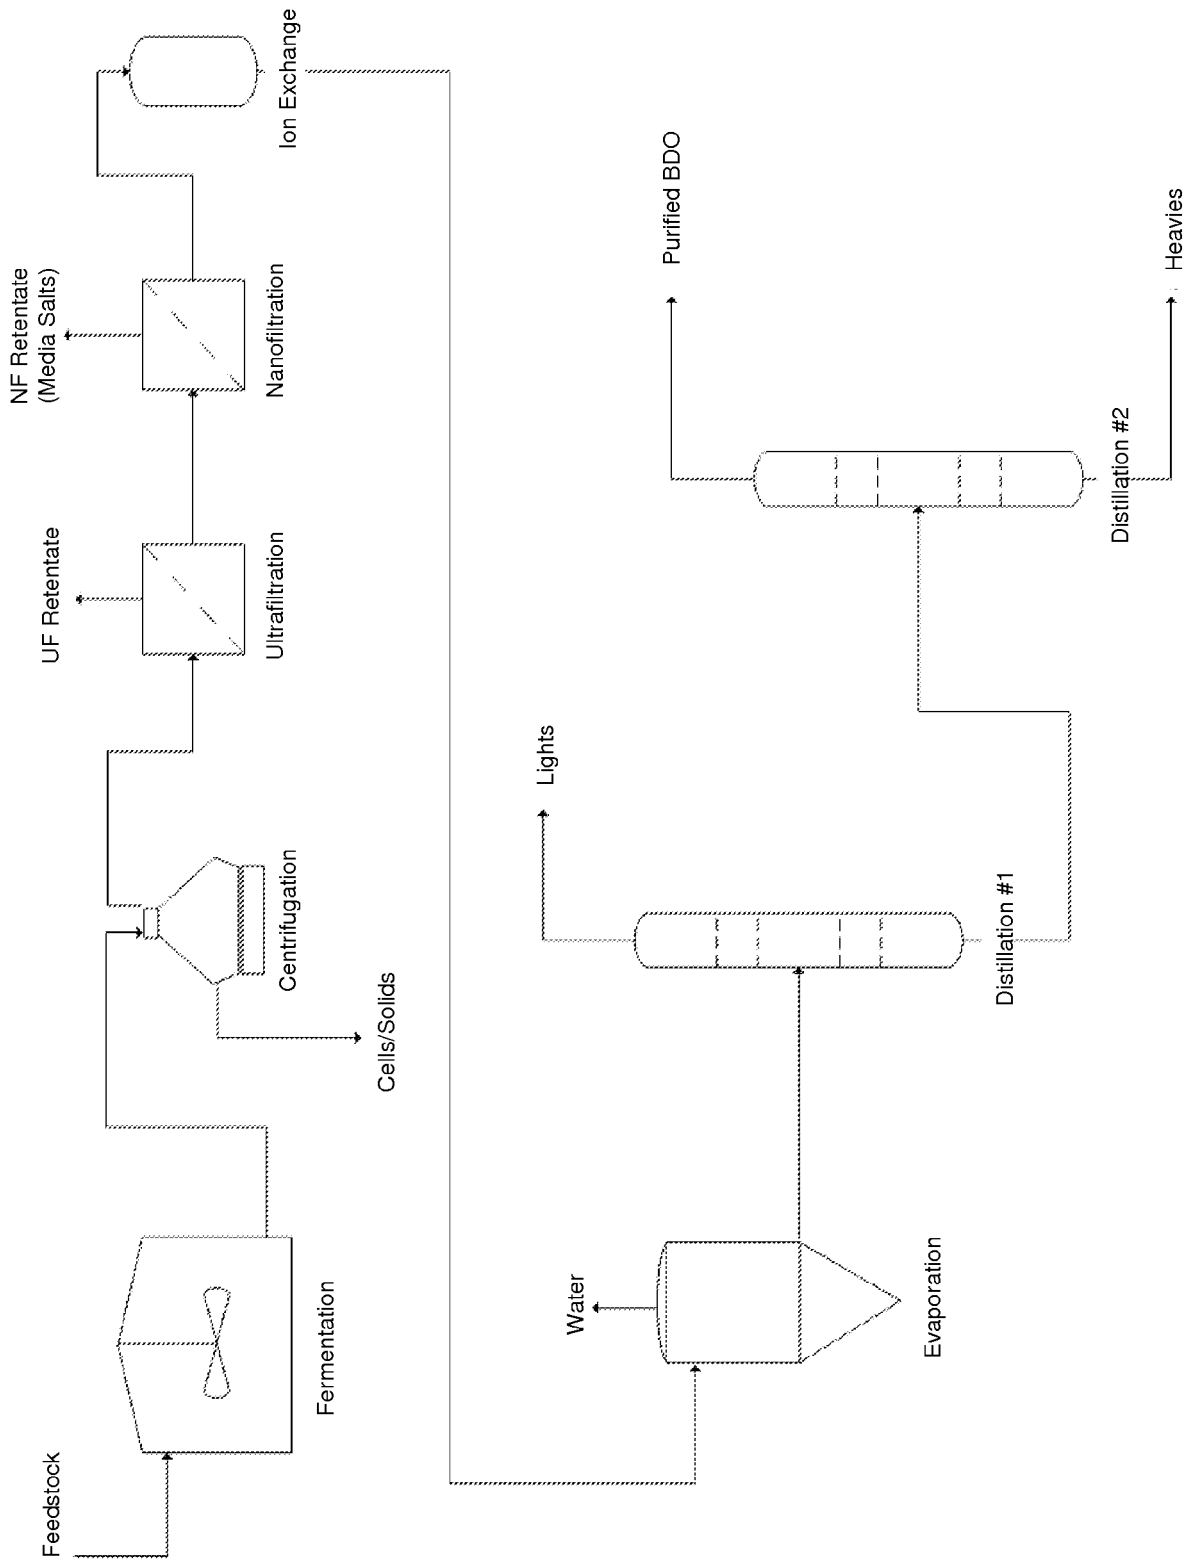 Feedstock
Fermentation
Cells/Solids
Centrifugation
UF Retentate
Ultrafiltration
NF Retentate
(Media Salts)
Nanofiltration
Ion Exchange
Water
Evaporation
Lights
Distillation #1
Purified BDO
Distillation #2
Heavies